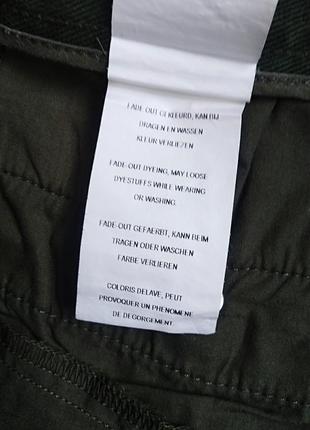 FADE-OUT GEKLEURD, KAN BIJ
DRAGEN EN WASSEN
KLEUR VERLIEZEN
FADE-OUT DYEING, MAY LOOSE
DYESTUFFS WHILE WEARING
OR WASHING.
FADE-OUT GEFAERBT, KANN BEIM
TRAGEN ODER WASCHEN
FARBE VERLIEREN
COLORIS DELAVE, PEUT
PROVOQUER UN PHENOMENE
DE DEGORGEMENT.